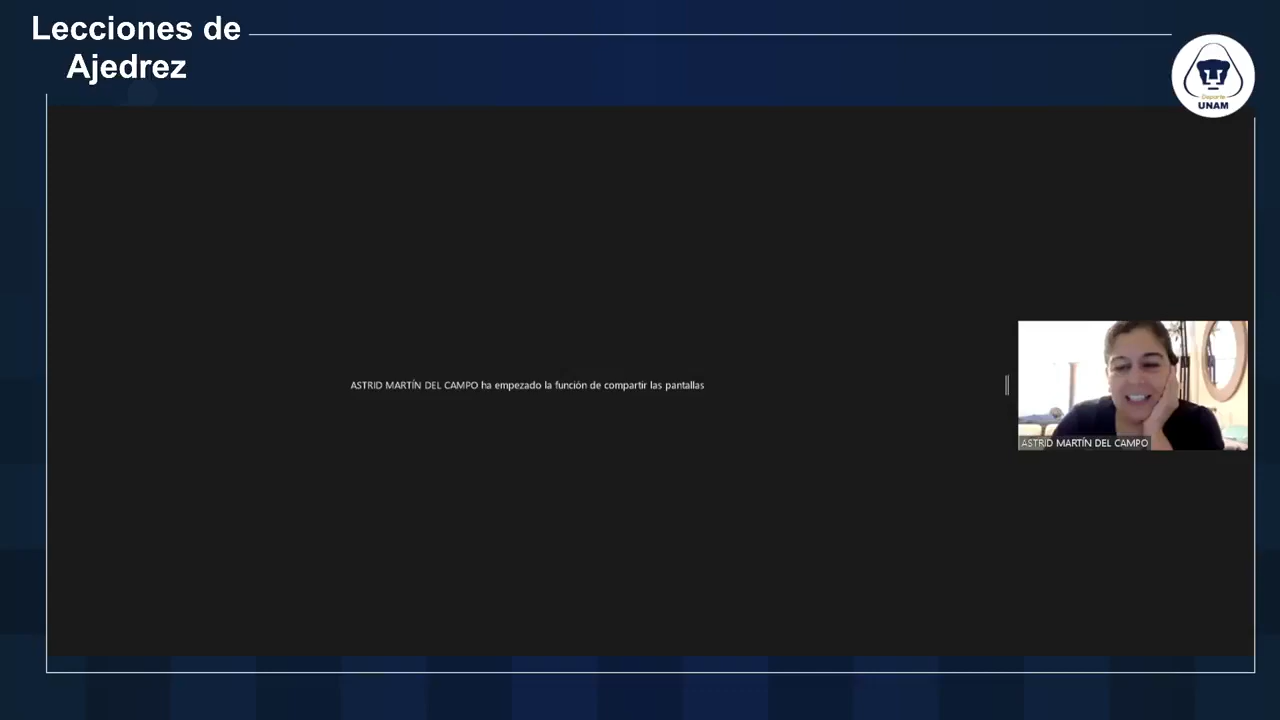 Lecciones de
Ajedrez
Deporte
UNAM
ASTRID MARTÍN DEL CAMPO ha empezado la función de compartir las pantallas
ASTRID MARTÍN DEL CAMPO